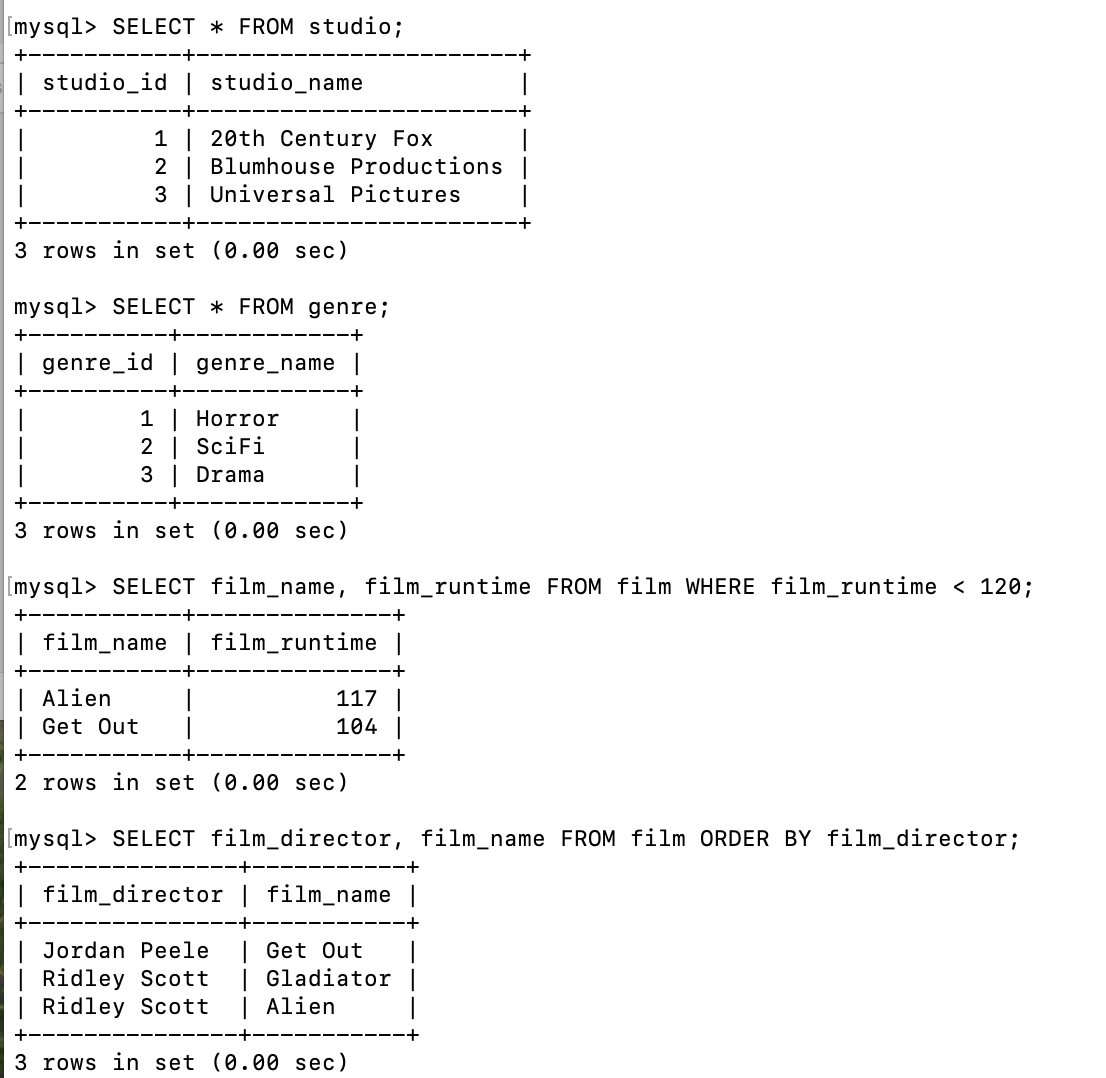 [mysql> SELECT * FROM studio;
+-----------+-----------------------+
| studio_id | studio_name           |
+-----------+-----------------------+
|         1 | 20th Century Fox      |
|         2 | Blumhouse Productions |
|         3 | Universal Pictures    |
+-----------+-----------------------+
3 rows in set (0.00 sec)

mysql> SELECT * FROM genre;
+----------+------------+
| genre_id | genre_name |
+----------+------------+
|        1 | Horror     |
|        2 | SciFi      |
|        3 | Drama      |
+----------+------------+
3 rows in set (0.00 sec)

[mysql> SELECT film_name, film_runtime FROM film WHERE film_runtime < 120;
+-----------+--------------+
| film_name | film_runtime |
+-----------+--------------+
| Alien     |          117 |
| Get Out   |          104 |
+-----------+--------------+
2 rows in set (0.00 sec)

[mysql> SELECT film_director, film_name FROM film ORDER BY film_director;
+---------------+-----------+
| film_director | film_name |
+---------------+-----------+
| Jordan Peele  | Get Out   |
| Ridley Scott  | Gladiator |
| Ridley Scott  | Alien     |
+---------------+-----------+
3 rows in set (0.00 sec)